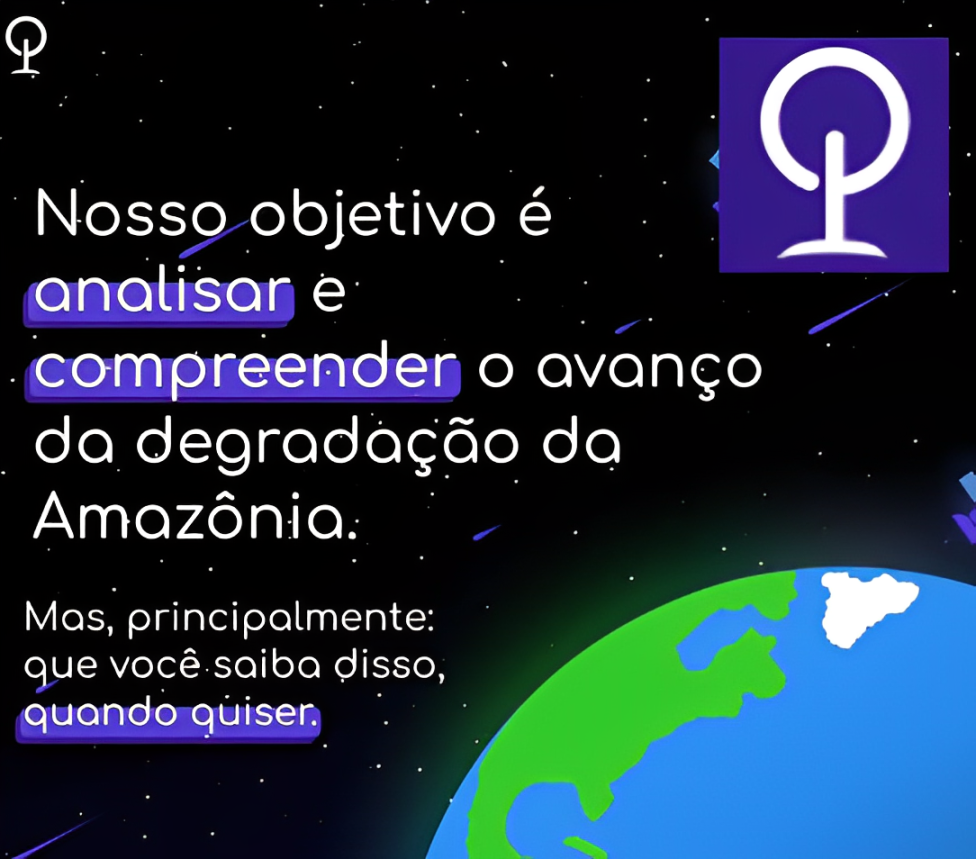 Nosso objetivo é
analisar e
compreender o avanço
da degradação da
Amazônia.
Mas, principalmente:
que você saiba disso,
quando quiser.